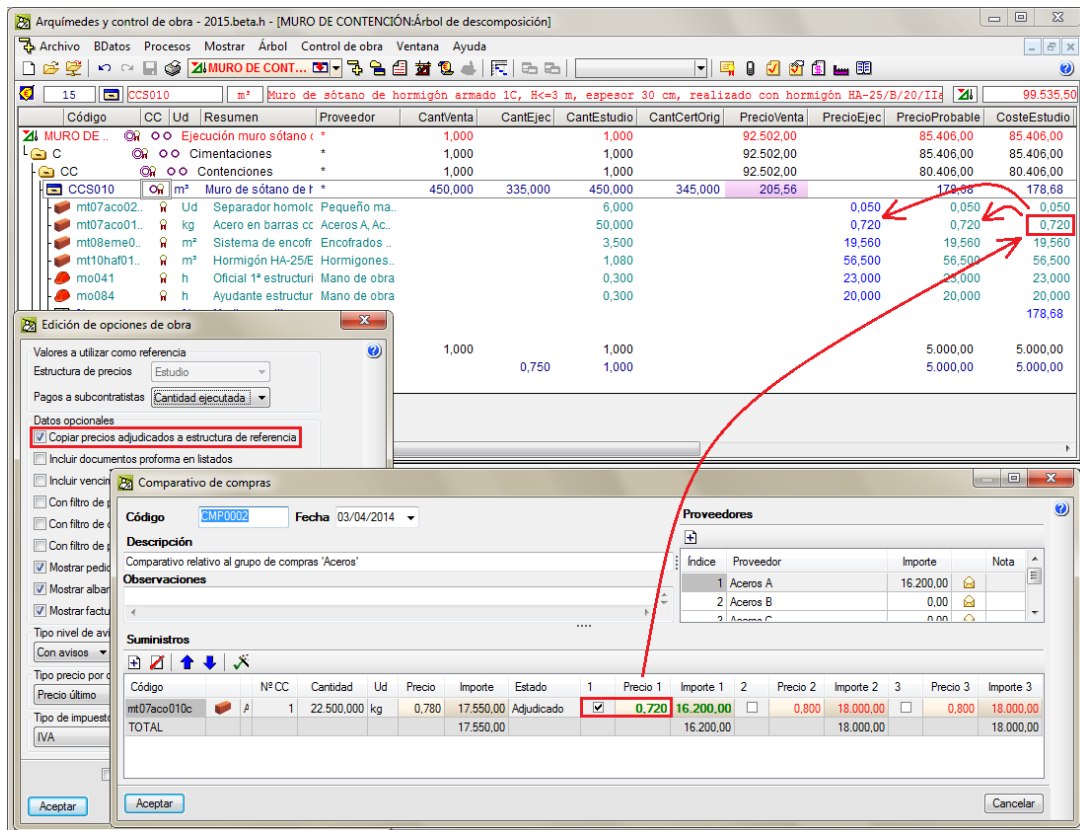 Arquímedes y control de obra - 2015.beta.h - [MURO DE CONTENCIÓN:Árbol de descomposición]
Archivo BDatos Procesos Mostrar Árbol Control de obra Ventana Ayuda
MURO DE CONT...
15 CCS010 m³ Muro de sótano de hormigón armado 1C, H<=3 m, espesor 30 cm, realizado con hormigón HA-25/B/20/IIa 99.535,50
Código CC Ud Resumen Proveedor CantVenta CantEjec CantEstudio CantCertOrig PrecioVenta PrecioEjec PrecioProbable CosteEstudio
MURO DE .. Ejecución muro sótano ( * 1,000 1,000 92.502,00 85.406,00 85.406,00
C Cimentaciones * 1,000 1,000 92.502,00 85.406,00 85.406,00
CC Contenciones * 1,000 1,000 92.502,00 80.406,00 80.406,00
CCS010 m³ Muro de sótano de h * 450,000 335,000 450,000 345,000 205,56 178,68 178,68
mt07aco02.. Ud Separador homolc Pequeño ma.. 6,000 0,050 0,050 0,050
mt07aco01.. kg Acero en barras cc Aceros A, Ac.. 50,000 0,720 0,720 0,720
mt08eme0.. m² Sistema de encofr Encofrados .. 3,500 19,560 19,560 19,560
mt10haf01.. m³ Hormigón HA-25/E Hormigones... 1,080 56,500 56,500 56,500
mo041 h Oficial 1ª estructuri Mano de obra 0,300 23,000 23,000 23,000
mo084 h Ayudante estructur Mano de obra 0,300 20,000 20,000 20,000
178,68
1,000 1,000 5.000,00 5.000,00
0,750 1,000 5.000,00 5.000,00
Edición de opciones de obra
Valores a utilizar como referencia
Estructura de precios Estudio
Pagos a subcontratistas Cantidad ejecutada
Datos opcionales
Copiar precios adjudicados a estructura de referencia
Incluir documentos proforma en listados
Incluir vencim
Con filtro de p
Con filtro de c
Con filtro de p
Mostrar pedic
Mostrar albar
Mostrar factu
Tipo nivel de avi
Con avisos
Tipo precio por c
Precio último
Tipo de impuesto
IVA
Aceptar
Comparativo de compras
Código CMP0002 Fecha 03/04/2014
Descripción
Comparativo relativo al grupo de compras 'Aceros'
Observaciones
Proveedores
Índice Proveedor Importe Nota
1 Aceros A 16.200,00
2 Aceros B 0,00
3 Aceros C 0,00
Suministros
Código Nº CC Cantidad Ud Precio Importe Estado 1 Precio 1 Importe 1 2 Precio 2 Importe 2 3 Precio 3 Importe 3
mt07aco010c A 1 22.500,000 kg 0,780 17.550,00 Adjudicado 0,720 16.200,00 0,800 18.000,00 0,800 18.000,00
TOTAL 17.550,00 16.200,00 18.000,00 18.000,00
Aceptar Cancelar